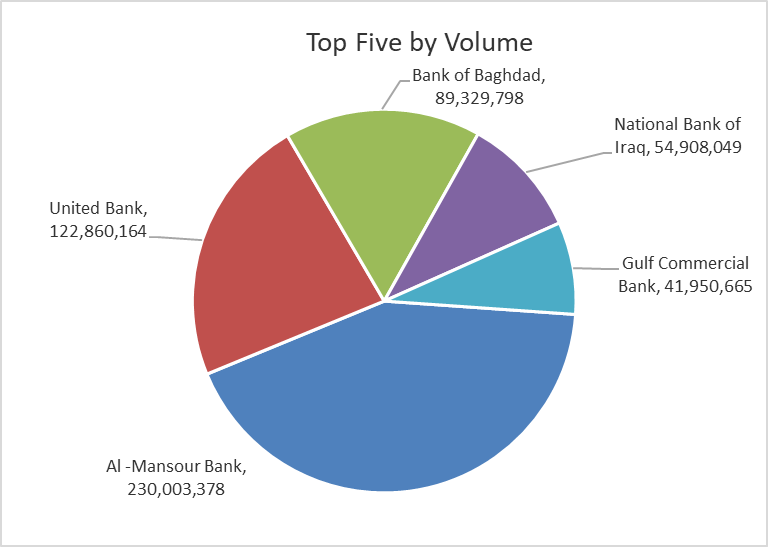 Top Five by Volume
Bank of Baghdad,
89,329,798
National Bank of
Iraq, 54,908,049
United Bank,
122,860,164
Gulf Commercial
Bank, 41,950,665
Al -Mansour Bank,
230,003,378